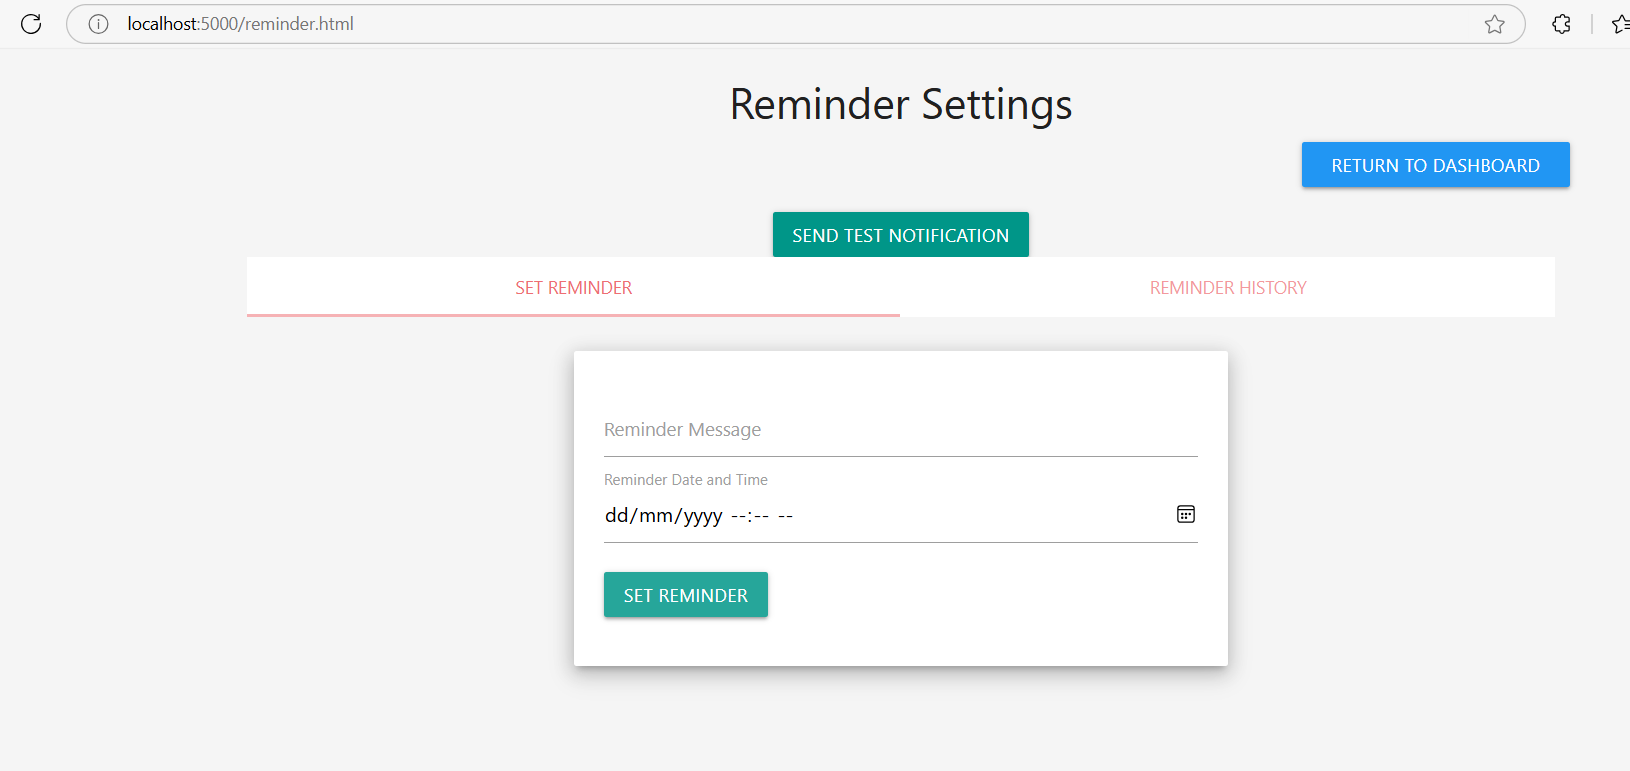 localhost:5000/reminder.html
Reminder Settings
RETURN TO DASHBOARD
SEND TEST NOTIFICATION
SET REMINDER
REMINDER HISTORY
Reminder Message
Reminder Date and Time
dd/mm/yyyy --:-- --
SET REMINDER